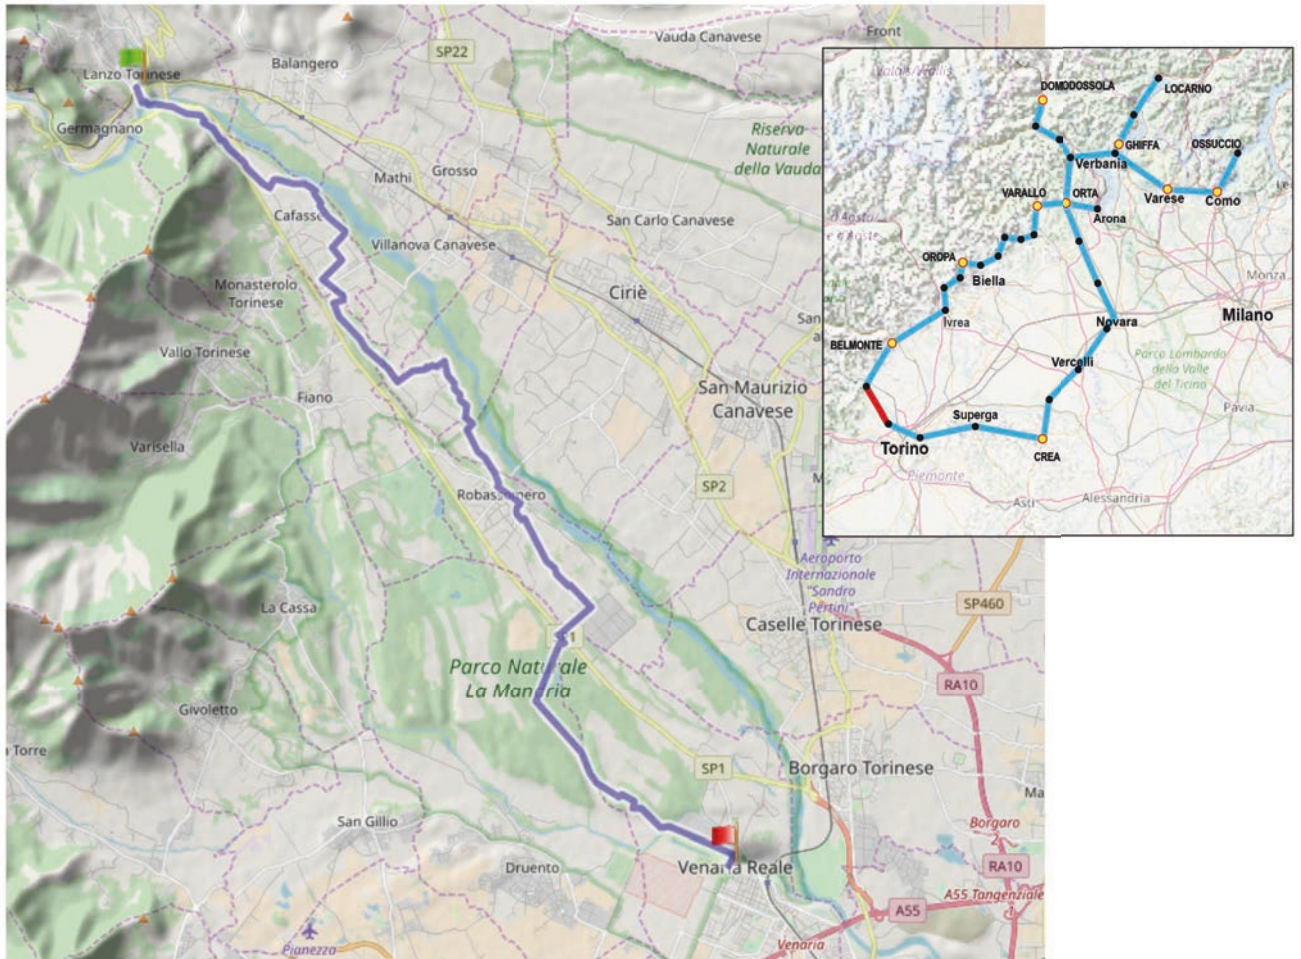 Vauda Canavese
Front
SP22
Balangero
Lanzo Torinese
Germagnano
Riserva
Naturale
della Vauda
Grosso
Mathi
San Carlo Canavese
Villanova Canavese
Monasterolo
Torinese
Ciriè
San
Vallo Torinese
Fiano
San Maurizio
Canavese
Varisella
SP2
Aeroporto
Internazionale
"Sandro
Pertini"
SP460
La Cassa
Caselle Torinese
Parco Naturale
La Mandria
RA10
Givoletto
Torre
SP1
Borgaro Torinese
San Gillio
Borgaro
2
Druento
Venaria Reale
RA10
A55 Tangenziale
A55
Venaria
Pianezza
DOMODOSSOLA
LOCARNO
GHIFFA
OSSUCCIO
Verbania
VARALLO
ORTA
Varese
Como
Arona
OROPA
Biella
Monza
Ivrea
Novara
Milano
BELMONTE
Parco Lombardo
della Valle
del Ticino
Vercelli
Pavia
Superga
Torino
CREA
Piemonte
Asti
Alessandria